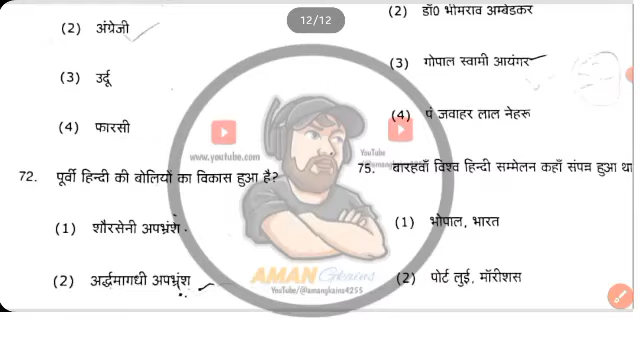 (2) अंग्रेजी
(3) उर्दू
(4) फारसी
72. पूर्वी हिन्दी की बोलियों का विकास हुआ है?
(1) शौरसेनी अपभ्रंश
(2) अर्द्धमागधी अपभ्रंश
12/12
(2) डॉ0 भीमराव अम्बेडकर
(3) गोपाल स्वामी आयंगर
(4) पं जवाहर लाल नेहरू
75. बारहवाँ विश्व हिन्दी सम्मेलन कहाँ संपन्न हुआ था
(1) भोपाल, भारत
(2) पोर्ट लुई, मॉरीशस
www.youtube.com
YouTube
AMAN Gkains
YouTube/@amangkains4255